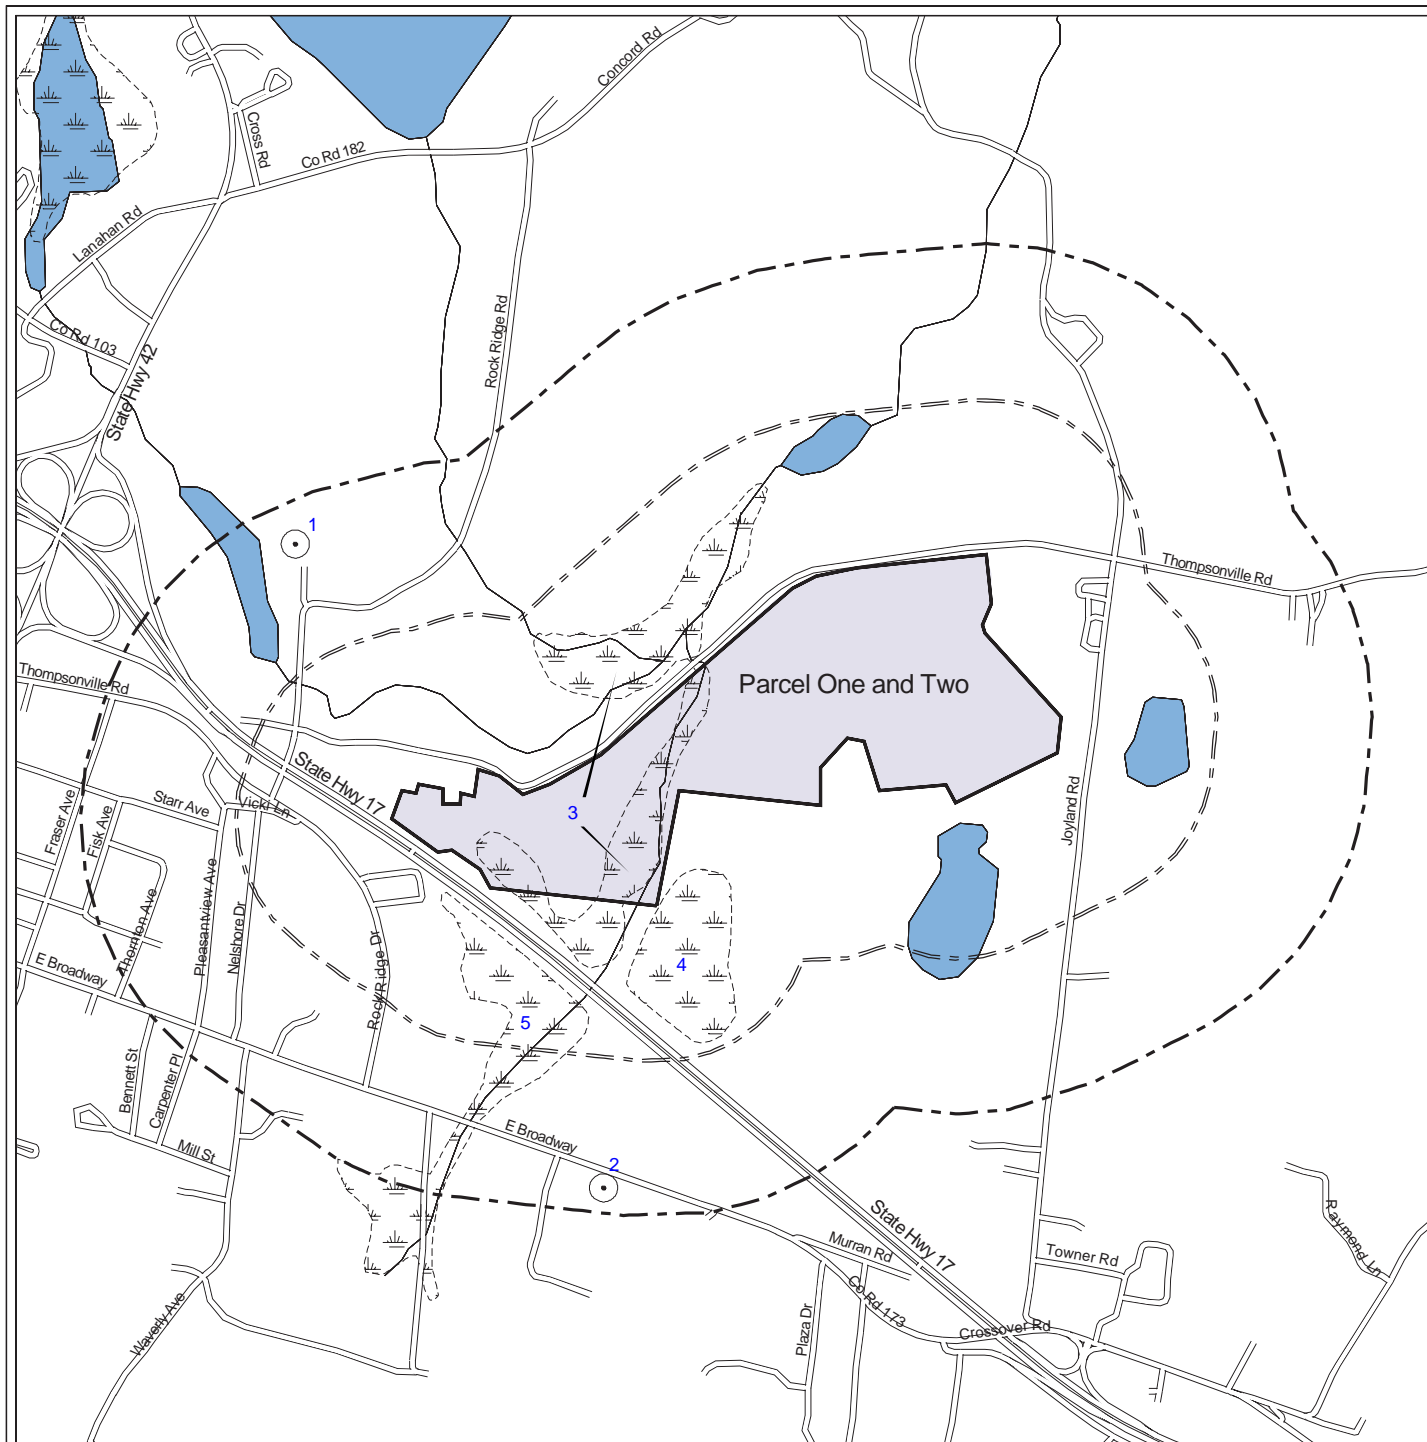 Concord Rd
Cross Rd
Co Rd 182
Lanahan Rd
Co Rd 103
State Hwy 42
Rock Ridge Rd
1
Thompsonville Rd
Thompsonville Rd
Parcel One and Two
State Hwy 17
3
Vicki Ln
Starr Ave
Fraser Ave
Fisk Ave
Joyland Rd
Thornton Ave
Pleasantview Ave
Nelshore Dr
Rock Ridge Dr
E Broadway
4
5
Bennett St
Carpenter Pl
Mill St
E Broadway
2
State Hwy 17
Murran Rd
Towner Rd
Raymond Ln
Co Rd 173
Crossover Rd
Plaza Dr
Waverly Ave